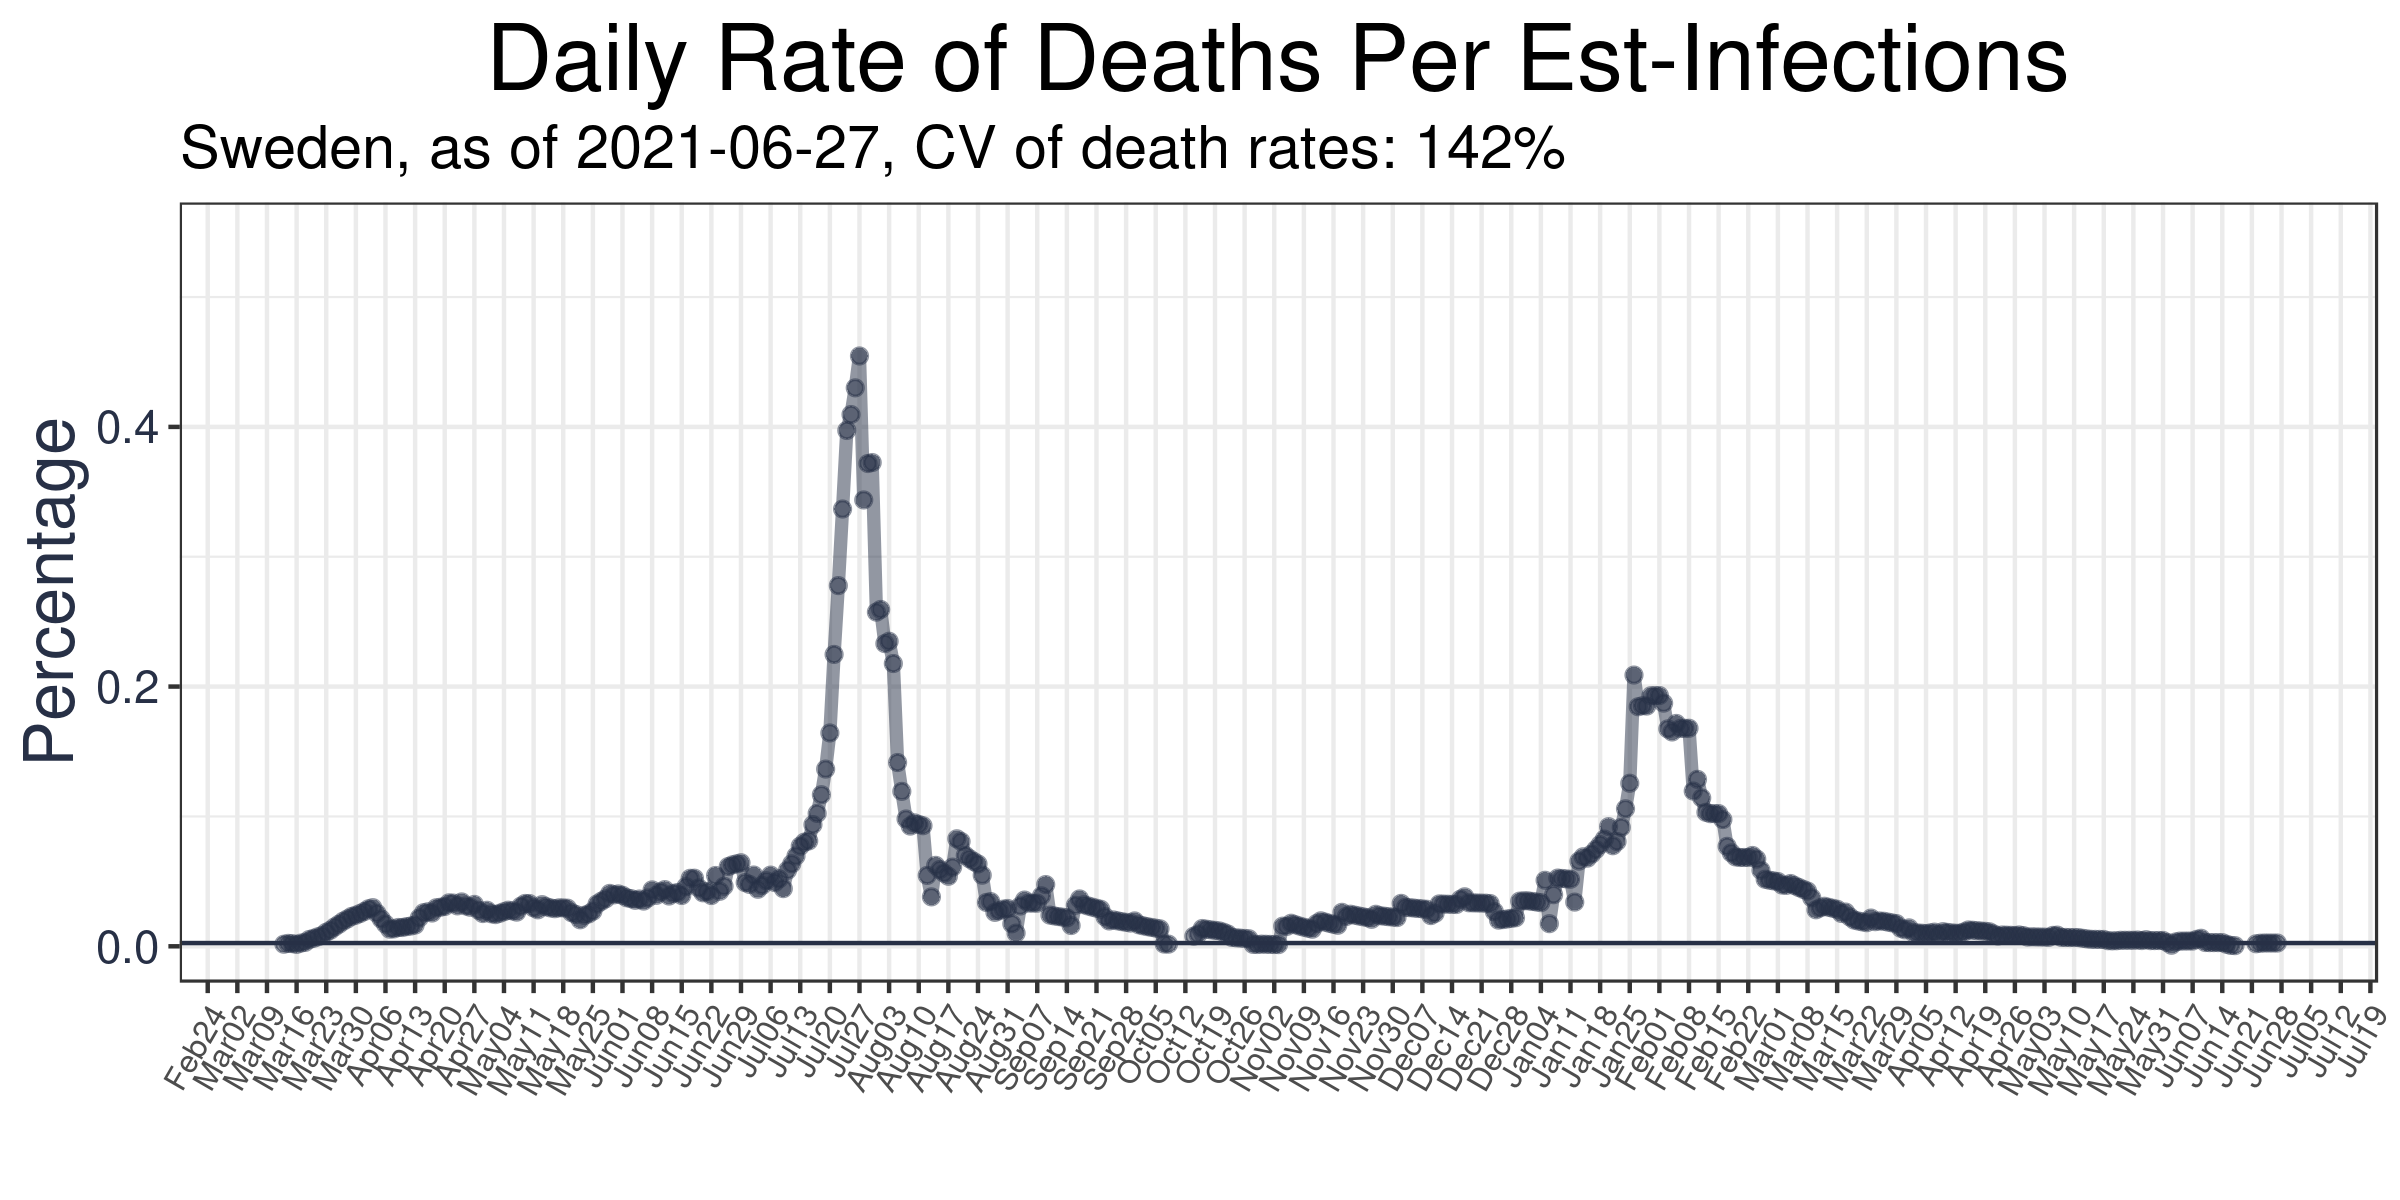 Daily Rate of Deaths Per Est-Infections
Sweden, as of 2021-06-27, CV of death rates: 142%
Percentage
0.4
0.2
0.0
Feb24 Mar02 Mar09 Mar16 Mar23 Mar30 Apr06 Apr13 Apr20 Apr27 May04 May11 May18 May25 Jun01 Jun08 Jun15 Jun22 Jun29 Jul06 Jul13 Jul20 Jul27 Aug03 Aug10 Aug17 Aug24 Aug31 Sep07 Sep14 Sep21 Sep28 Oct05 Oct12 Oct19 Oct26 Nov02 Nov09 Nov16 Nov23 Nov30 Dec07 Dec14 Dec21 Dec28 Jan04 Jan11 Jan18 Jan25 Feb01 Feb08 Feb15 Feb22 Mar01 Mar08 Mar15 Mar22 Mar29 Apr05 Apr12 Apr19 Apr26 May03 May10 May17 May24 May31 Jun07 Jun14 Jun21 Jun28 Jul05 Jul12 Jul19